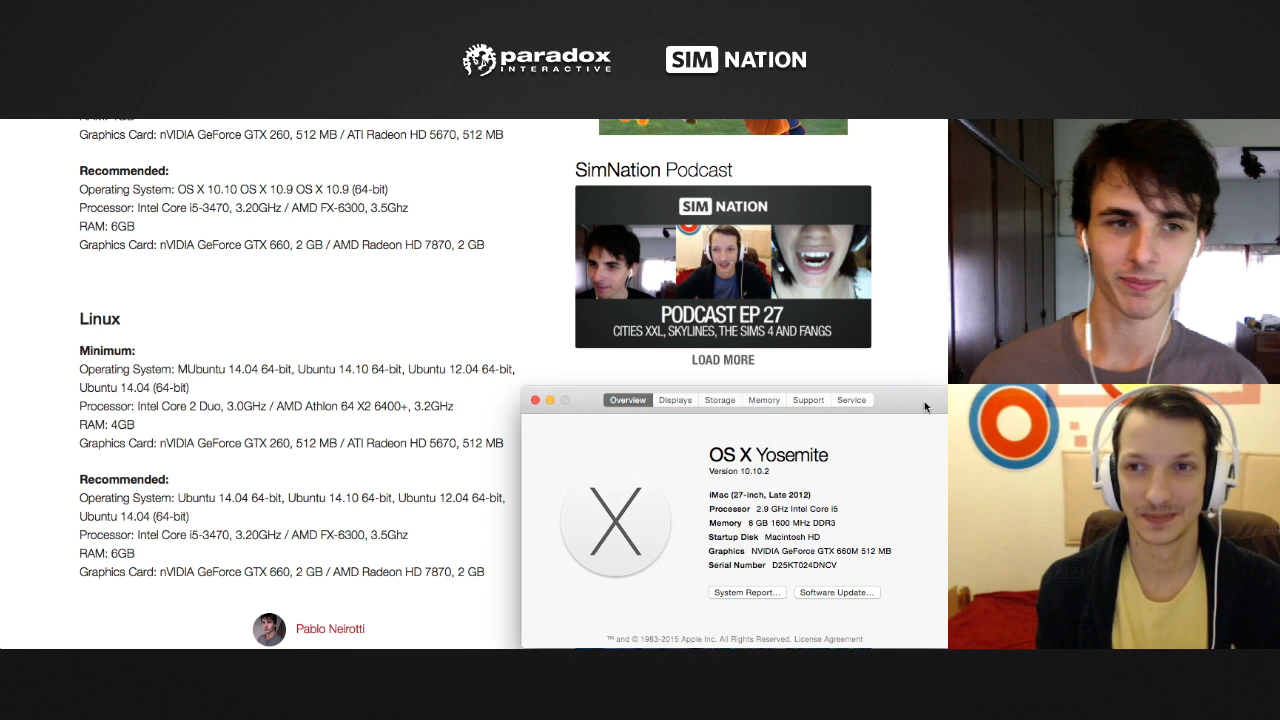 paradox
INTERACTIVE
SIM NATION
Graphics Card: nVIDIA GeForce GTX 260, 512 MB / ATI Radeon HD 5670, 512 MB
Recommended:
Operating System: OS X 10.10 OS X 10.9 OS X 10.9 (64-bit)
Processor: Intel Core i5-3470, 3.20GHz / AMD FX-6300, 3.5Ghz
RAM: 6GB
Graphics Card: nVIDIA GeForce GTX 660, 2 GB / AMD Radeon HD 7870, 2 GB
Linux
Minimum:
Operating System: MUbuntu 14.04 64-bit, Ubuntu 14.10 64-bit, Ubuntu 12.04 64-bit,
Ubuntu 14.04 (64-bit)
Processor: Intel Core 2 Duo, 3.0GHz / AMD Athlon 64 X2 6400+, 3.2GHz
RAM: 4GB
Graphics Card: nVIDIA GeForce GTX 260, 512 MB / ATI Radeon HD 5670, 512 MB
Recommended:
Operating System: Ubuntu 14.04 64-bit, Ubuntu 14.10 64-bit, Ubuntu 12.04 64-bit,
Ubuntu 14.04 (64-bit)
Processor: Intel Core i5-3470, 3.20GHz / AMD FX-6300, 3.5Ghz
RAM: 6GB
Graphics Card: nVIDIA GeForce GTX 660, 2 GB / AMD Radeon HD 7870, 2 GB
Pablo Neirotti
SimNation Podcast
SIM NATION
PODCAST EP 27
CITIES XXL, SKYLINES, THE SIMS 4 AND FANGS
LOAD MORE
Overview Displays Storage Memory Support Service
OS X Yosemite
Version 10.10.2
iMac (27-inch, Late 2012)
Processor 2.9 GHz Intel Core i5
Memory 8 GB 1600 MHz DDR3
Startup Disk Macintosh HD
Graphics NVIDIA GeForce GTX 660M 512 MB
Serial Number D25KT024DNCV
System Report... Software Update...
™ and © 1983-2015 Apple Inc. All Rights Reserved. License Agreement